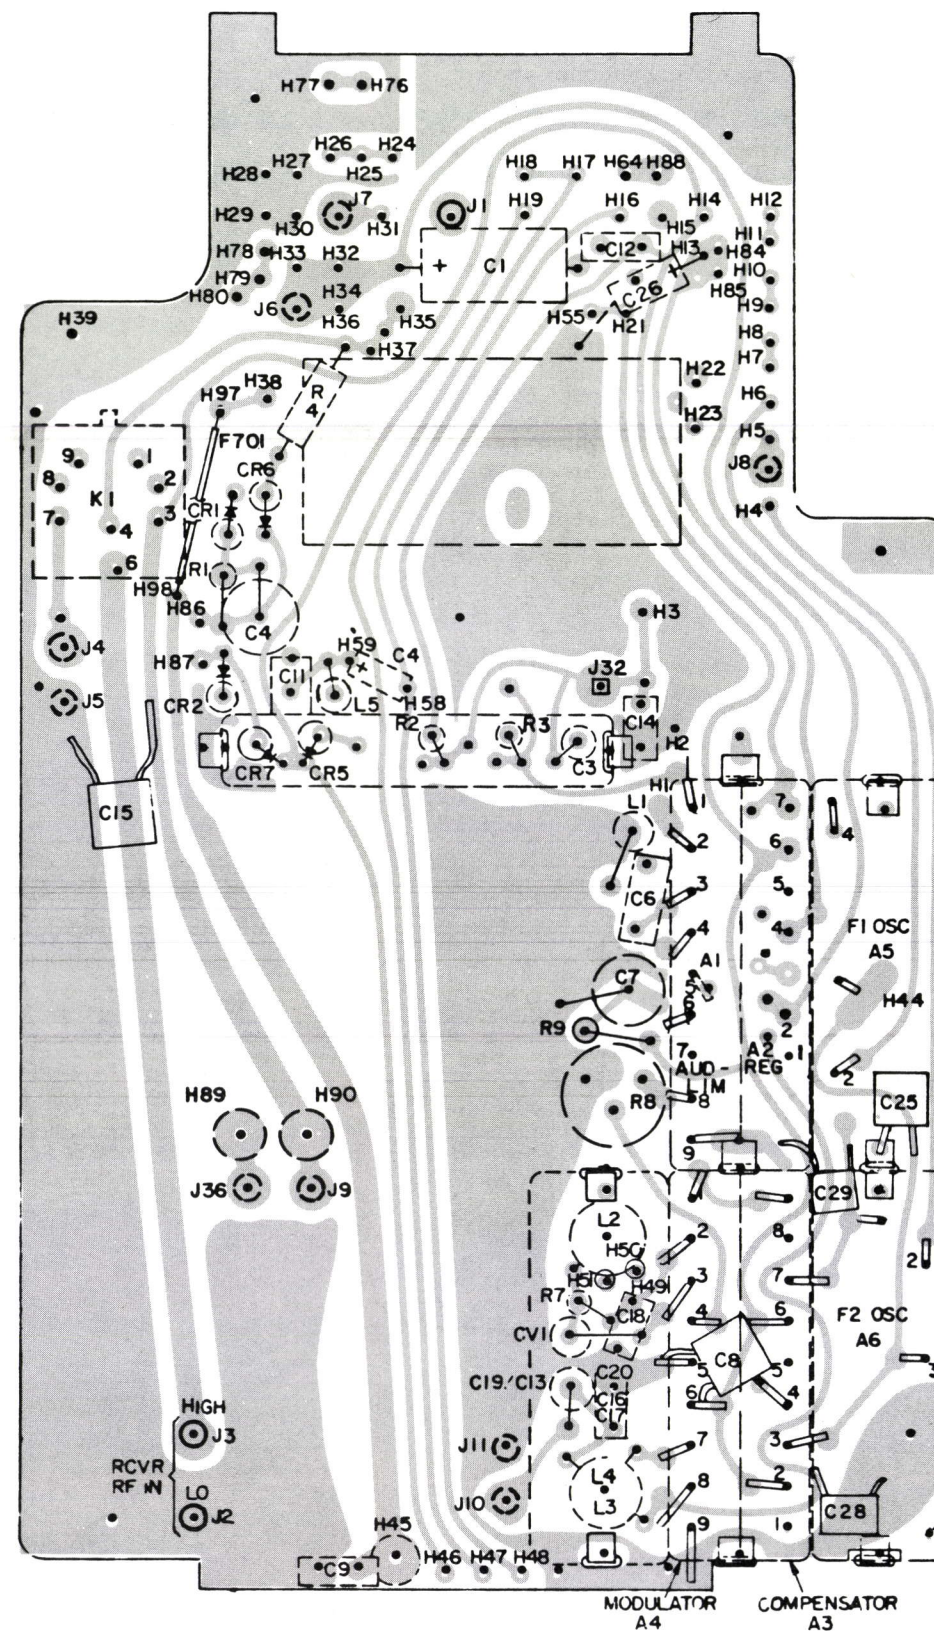 H77 H76
H26 H24
H28 H27 H25 H18 H17 H64 H88
J7 J1 H19 H16 H14 H12
H29 H30 H31 H15 H11
H78 H33 H32 + C1 C12 H13 H84
H79 H10
H80 C26 + H85
J6 H34 H35 H55 H21 H9
H39 H36 H8
H37 H7
R4 H22
H97 H38 H6
H23
F701 H5
9 1 CR6 J8
8 2
K1 CR1 H4
7 4 3
6 R1
H98
H86 C4 H3
J4 H87 H59 + C4
C11 J32
J5 CR2 L5 H58
R2 R3 C14
CR7 CR5 C3 H2
C15 H1
L1 1 7
2 6 4
C6 3 5
4 4 F1 OSC
A5
A1
C7 5 H44
6
R9 2
7 A2 1
AUD- REG
LIM 2
R8 8 C25
H89 H90
9
J36 J9 1 C29
L2 2 8
H50 2
H51 3 7
R7 H49
C18 4 6 F2 OSC
A6
CV1 C8
5 5 3
C19/C13 C20
C16 6 4
C17
HIGH
J3 J11 7 3
RCVR
RF IN
L4 8 2
LO J10 L3
J2 C28
H45 9 1
C9 H46 H47 H48
MODULATOR
A4
COMPENSATOR
A3